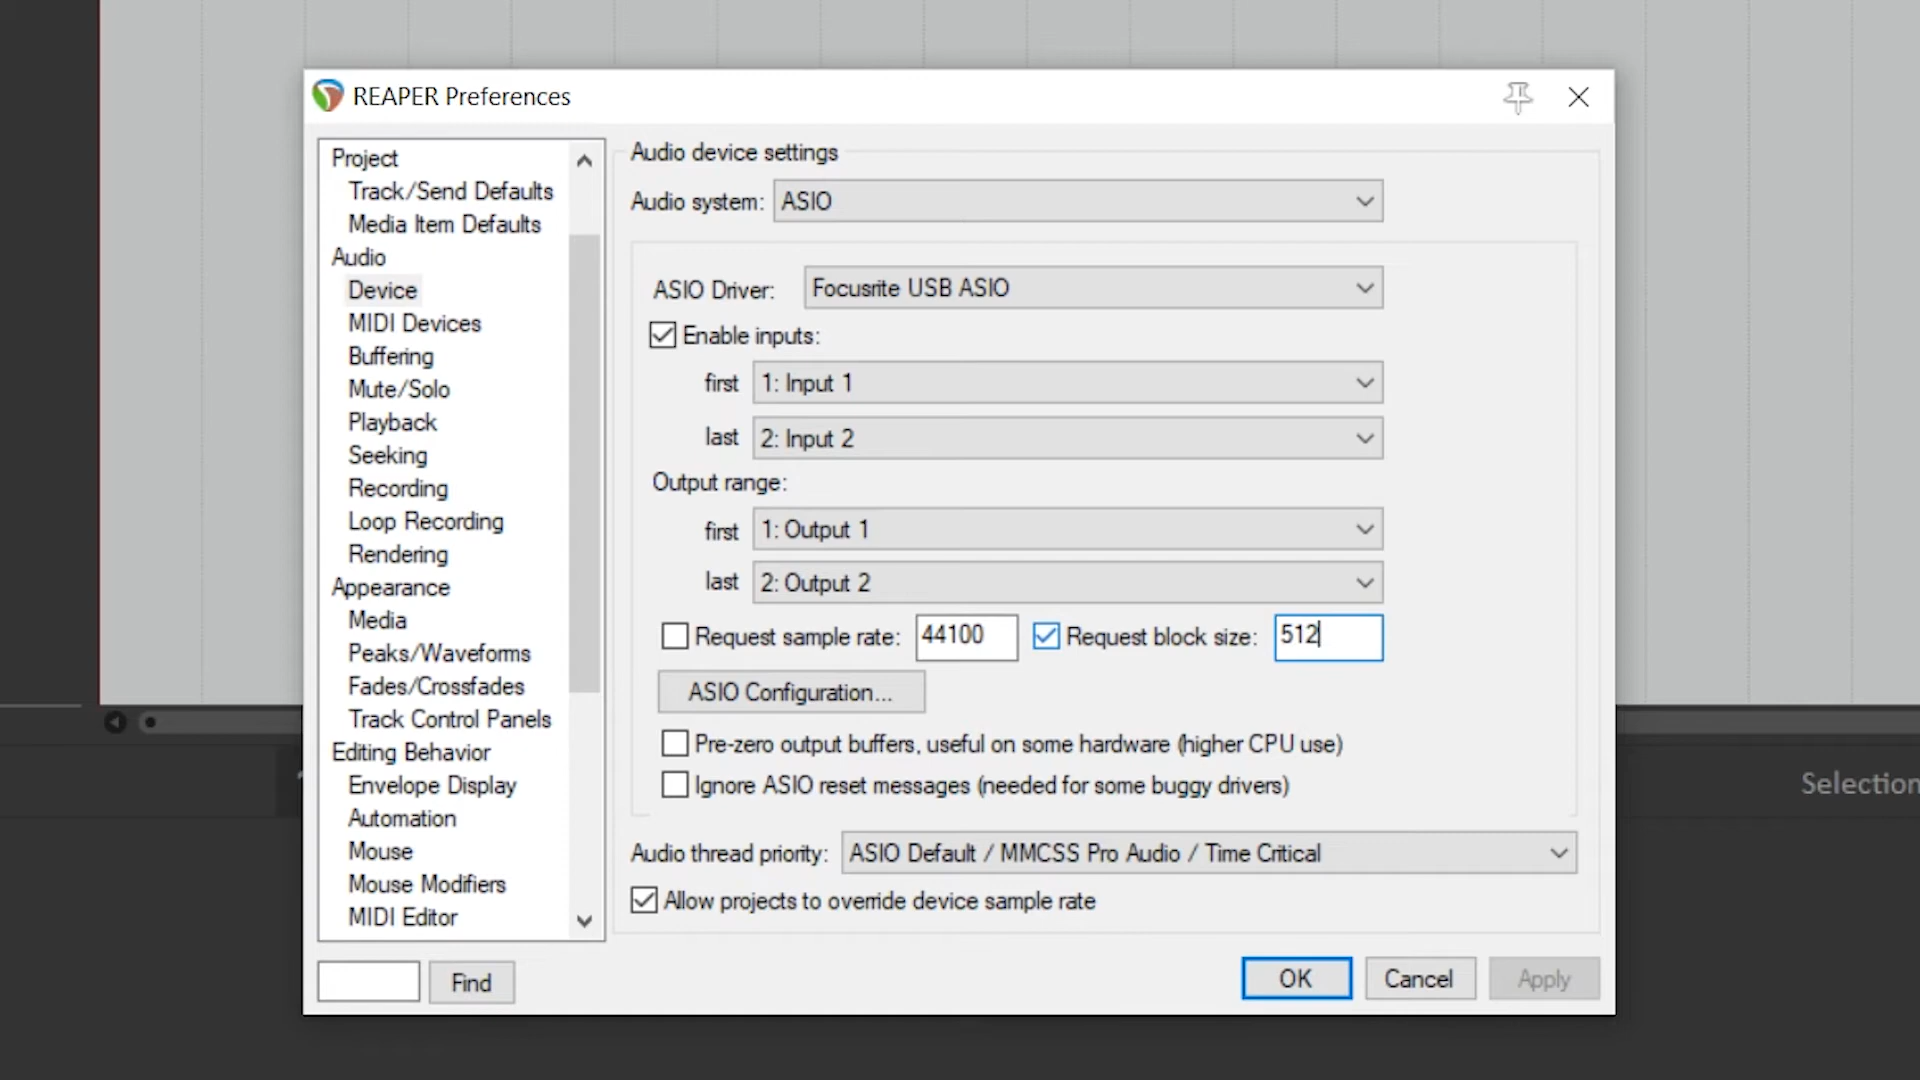 REAPER Preferences
Project
Track/Send Defaults
Media Item Defaults
Audio
Device
MIDI Devices
Buffering
Mute/Solo
Playback
Seeking
Recording
Loop Recording
Rendering
Appearance
Media
Peaks/Waveforms
Fades/Crossfades
Track Control Panels
Editing Behavior
Envelope Display
Automation
Mouse
Mouse Modifiers
MIDI Editor
Find
Audio device settings
Audio system: ASIO
ASIO Driver: Focusrite USB ASIO
Enable inputs:
first 1: Input 1
last 2: Input 2
Output range:
first 1: Output 1
last 2: Output 2
Request sample rate: 44100 Request block size: 512
ASIO Configuration...
Pre-zero output buffers, useful on some hardware (higher CPU use)
Ignore ASIO reset messages (needed for some buggy drivers)
Audio thread priority: ASIO Default / MMCSS Pro Audio / Time Critical
Allow projects to override device sample rate
OK Cancel Apply
Selection